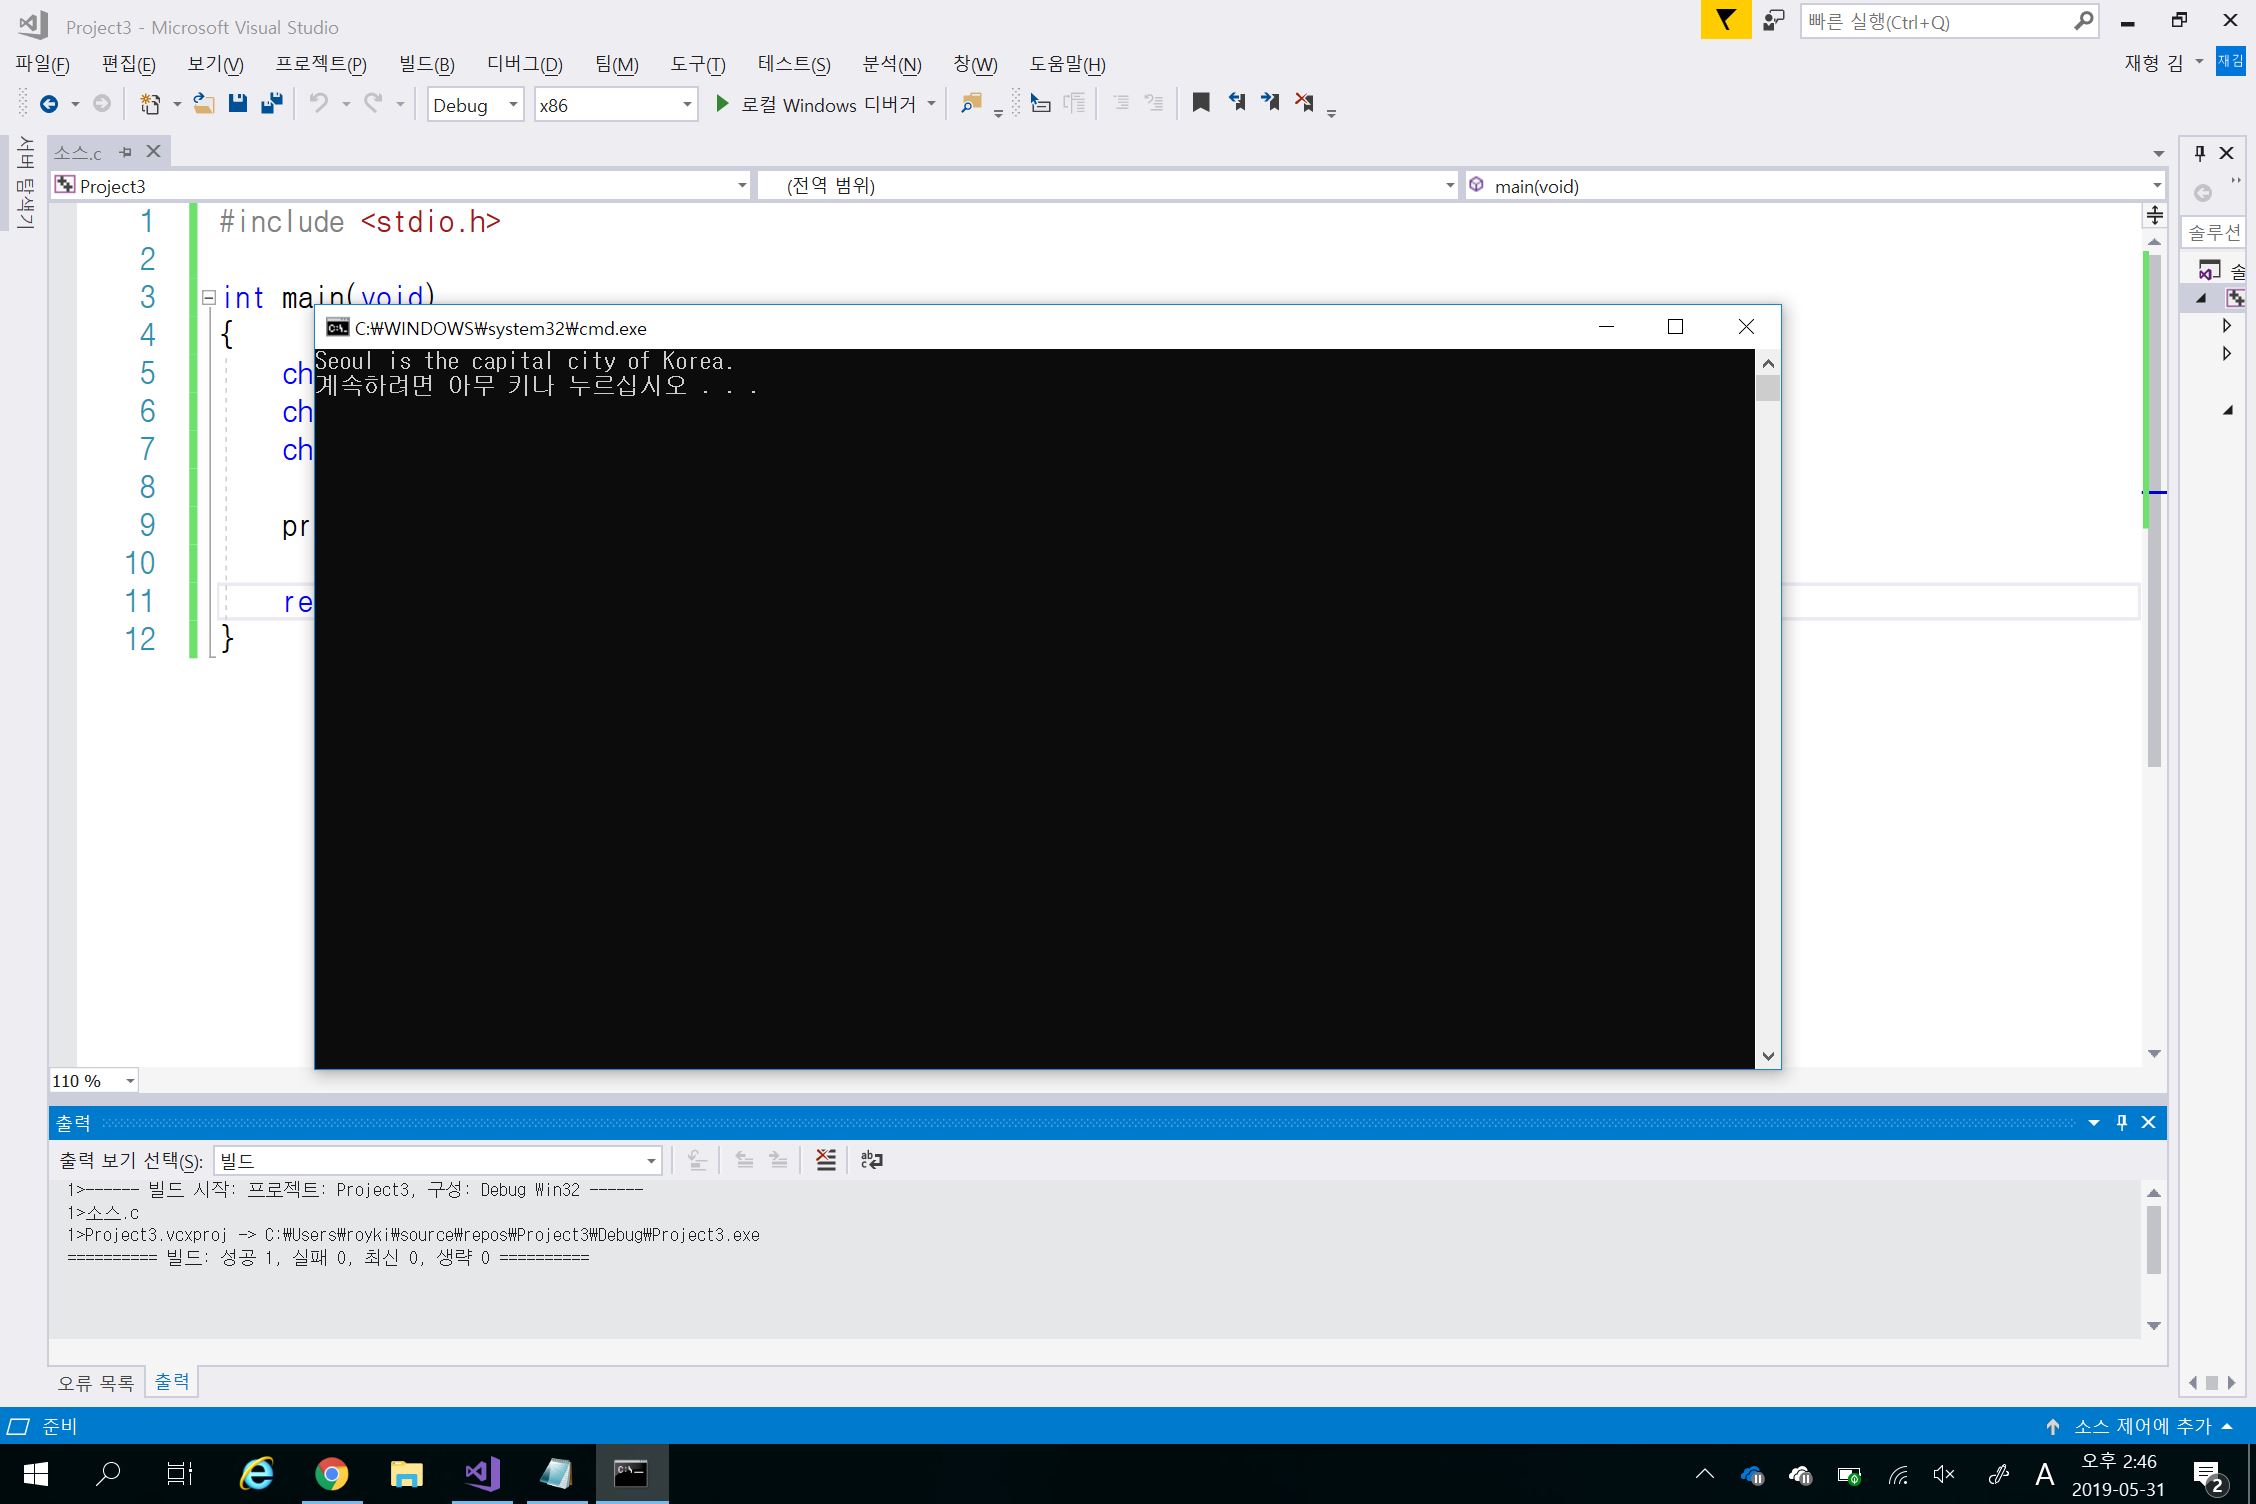 Project3 - Microsoft Visual Studio
빠른 실행(Ctrl+Q)
파일(F) 편집(E) 보기(V) 프로젝트(P) 빌드(B) 디버그(D) 팀(M) 도구(T) 테스트(S) 분석(N) 창(W) 도움말(H)
재형 김
재김
Debug x86 로컬 Windows 디버거
서버 탐색기
소스.c
Project3 (전역 범위) main(void)
솔루션
솔
1 #include <stdio.h>
2
3 int main(void)
4 {
5 ch
6 ch
7 ch
8
9 pr
10
11 re
12 }
C:\WINDOWS\system32\cmd.exe
Seoul is the capital city of Korea.
계속하려면 아무 키나 누르십시오 . . .
110 %
출력
출력 보기 선택(S): 빌드
1>------ 빌드 시작: 프로젝트: Project3, 구성: Debug Win32 ------
1>소스.c
1>Project3.vcxproj -> C:\Users\royki\source\repos\Project3\Debug\Project3.exe
========== 빌드: 성공 1, 실패 0, 최신 0, 생략 0 ==========
오류 목록 출력
준비
소스 제어에 추가
A
오후 2:46
2019-05-31
2